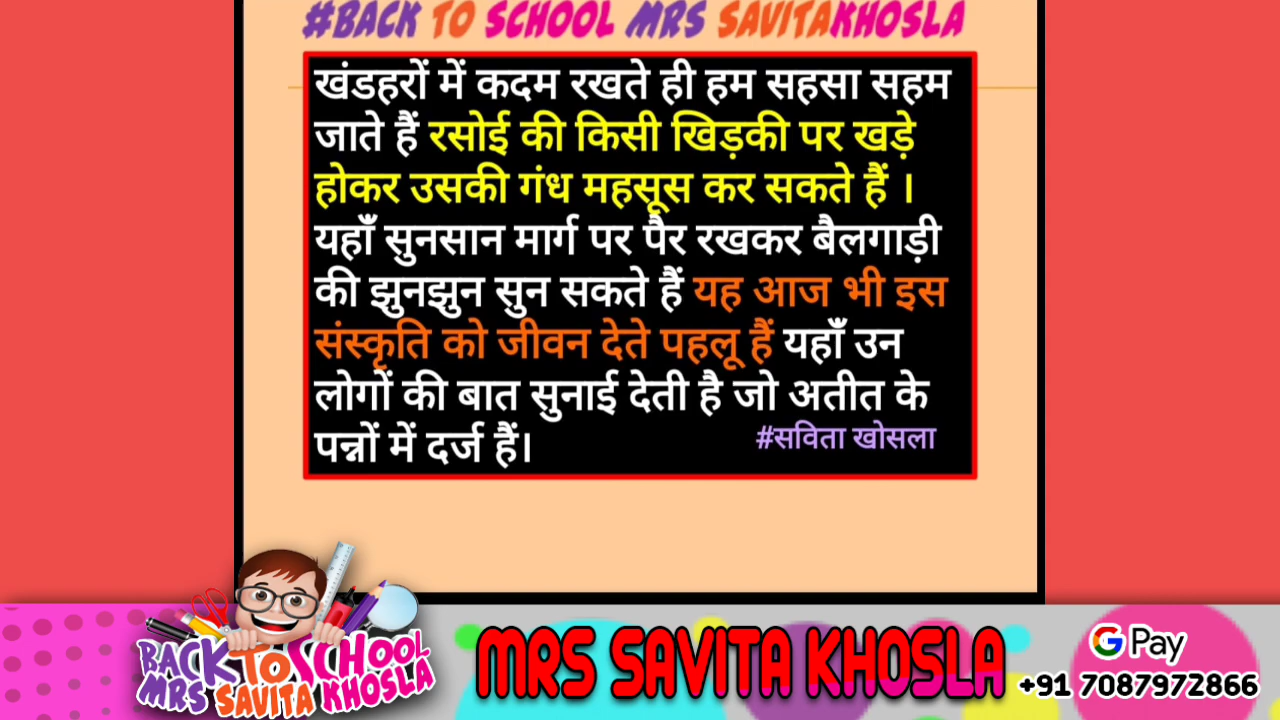 #BACK TO SCHOOL MRS SAVITAKHOSLA
खंडहरों में कदम रखते ही हम सहसा सहम
जाते हैं रसोई की किसी खिड़की पर खड़े
होकर उसकी गंध महसूस कर सकते हैं ।
यहाँ सुनसान मार्ग पर पैर रखकर बैलगाड़ी
की झुनझुन सुन सकते हैं यह आज भी इस
संस्कृति को जीवन देते पहलू हैं यहाँ उन
लोगों की बात सुनाई देती है जो अतीत के
पन्नों में दर्ज हैं।
#सविता खोसला
BACK TO SCHOOL
MRS SAVITA KHOSLA
MRS SAVITA KHOSLA
G Pay
+91 7087972866